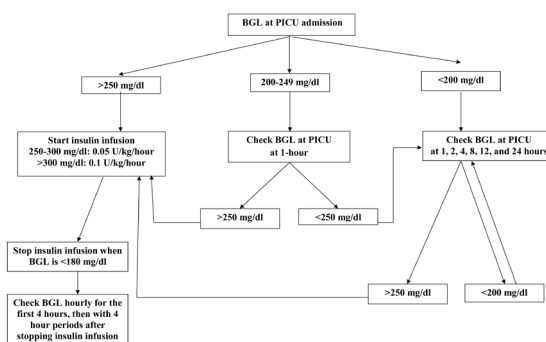 BGL at PICU admission
>250 mg/dl
200-249 mg/dl
<200 mg/dl
Start insulin infusion
250-300 mg/dl: 0.05 U/kg/hour
>300 mg/dl: 0.1 U/kg/hour
Check BGL at PICU
at 1-hour
Check BGL at PICU
at 1, 2, 4, 8, 12, and 24 hours
>250 mg/dl
<250 mg/dl
Stop insulin infusion when
BGL is <180 mg/dl
>250 mg/dl
<200 mg/dl
Check BGL hourly for the
first 4 hours, then with 4
hour periods after
stopping insulin infusion